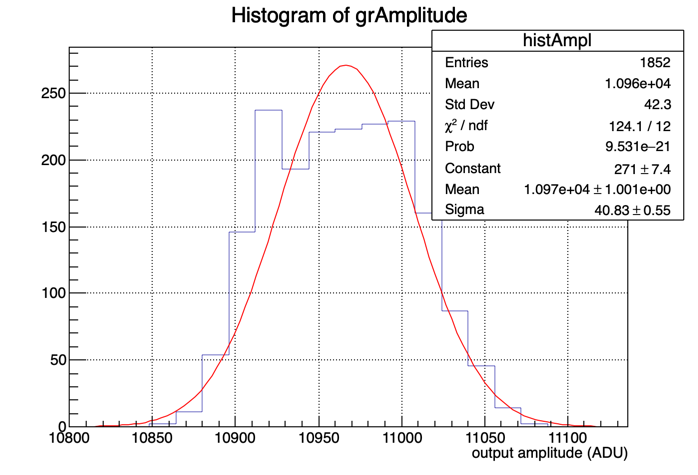 Histogram of grAmplitude
histAmpl
Entries 1852
Mean 1.096e+04
Std Dev 42.3
χ² / ndf 124.1 / 12
Prob 9.531e−21
Constant 271 ± 7.4
Mean 1.097e+04 ± 1.001e+00
Sigma 40.83 ± 0.55
250
200
150
100
50
0
10800 10850 10900 10950 11000 11050 11100
output amplitude (ADU)